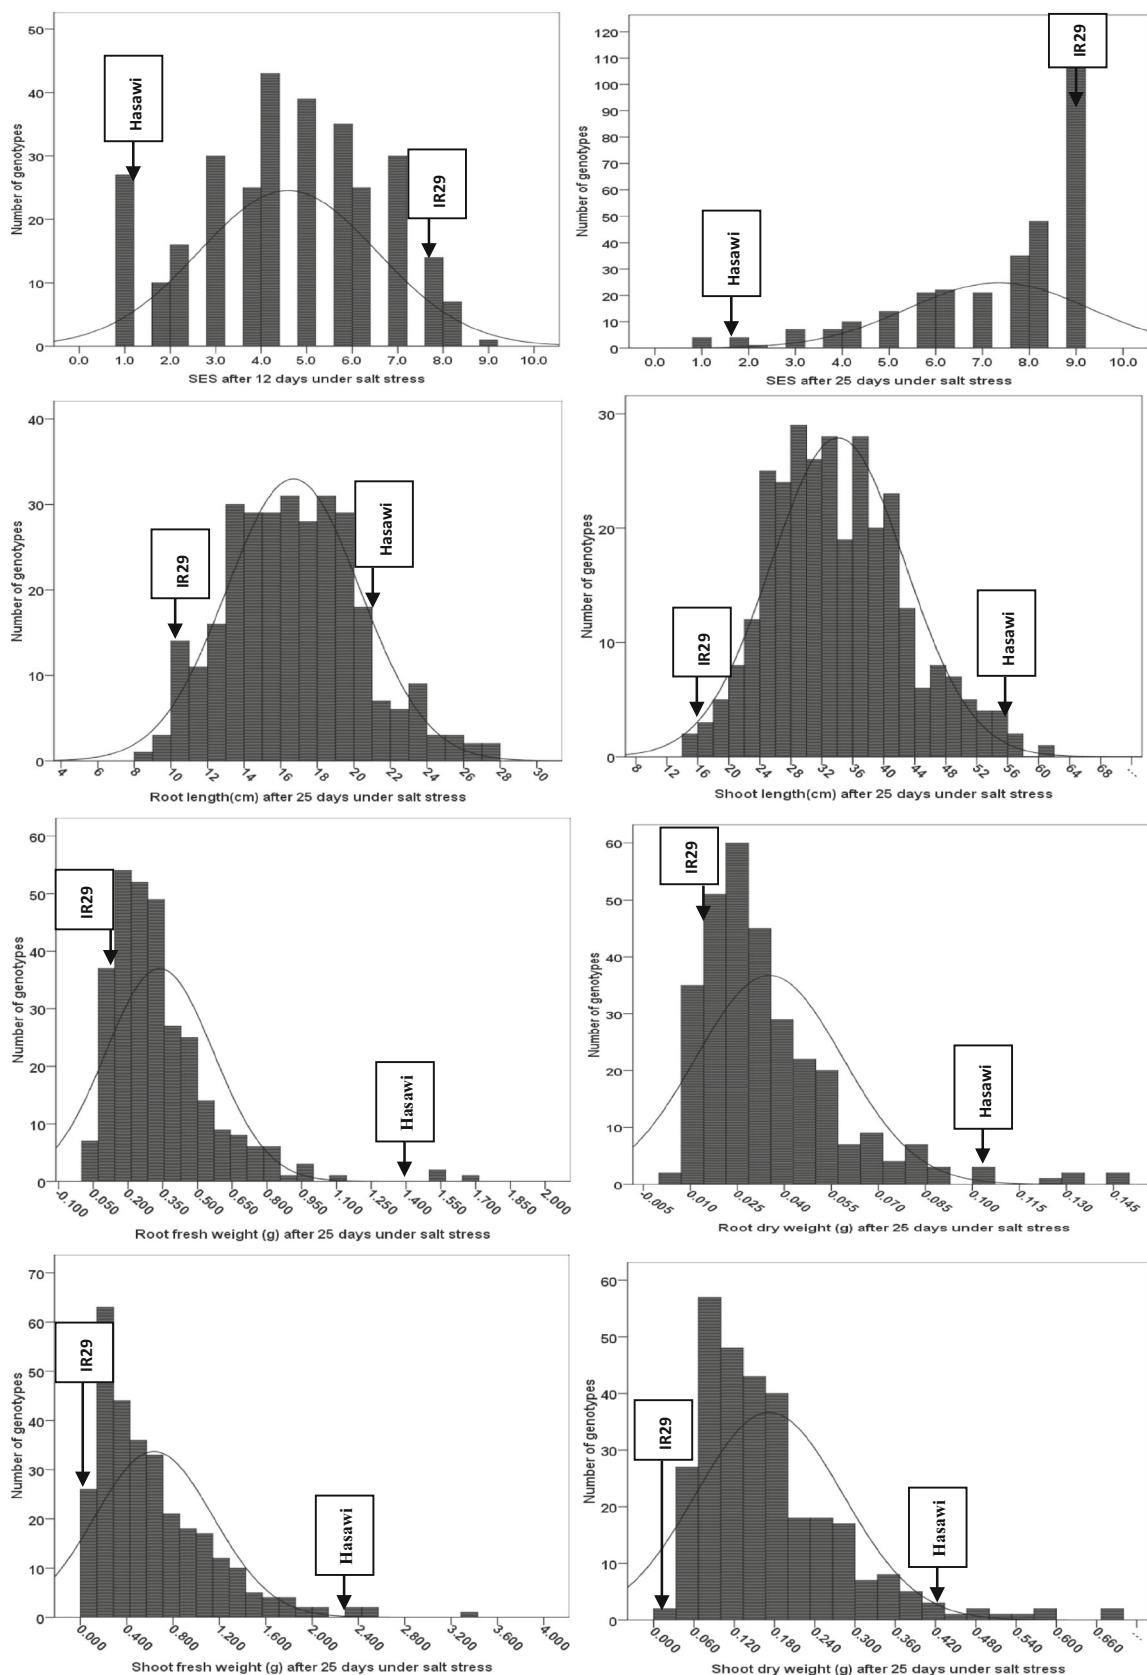 50
40
30
20
10
0
Number of genotypes
Hasawi
IR29
0.0 1.0 2.0 3.0 4.0 5.0 6.0 7.0 8.0 9.0 10.0
SES after 12 days under salt stress
120
110
100
90
80
70
60
50
40
30
20
10
0
Number of genotypes
Hasawi
IR29
0.0 1.0 2.0 3.0 4.0 5.0 6.0 7.0 8.0 9.0 10.0
SES after 25 days under salt stress
40
30
20
10
0
Number of genotypes
IR29
Hasawi
4 6 8 10 12 14 16 18 20 22 24 26 28 30
Root length(cm) after 25 days under salt stress
30
20
10
0
Number of genotypes
IR29
Hasawi
8 12 16 20 24 28 32 36 40 44 48 52 56 60 64 68 ...
Shoot length(cm) after 25 days under salt stress
60
50
40
30
20
10
0
Number of genotypes
IR29
Hasawi
-0.100 0.050 0.200 0.350 0.500 0.650 0.800 0.950 1.100 1.250 1.400 1.550 1.700 1.850 2.000
Root fresh weight (g) after 25 days under salt stress
60
50
40
30
20
10
0
Number of genotypes
IR29
Hasawi
-0.005 0.010 0.025 0.040 0.055 0.070 0.085 0.100 0.115 0.130 0.145
Root dry weight (g) after 25 days under salt stress
70
60
50
40
30
20
10
0
Number of genotypes
IR29
Hasawi
0.000 0.400 0.800 1.200 1.600 2.000 2.400 2.800 3.200 3.600 4.000
Shoot fresh weight (g) after 25 days under salt stress
60
50
40
30
20
10
0
Number of genotypes
IR29
Hasawi
0.000 0.060 0.120 0.180 0.240 0.300 0.360 0.420 0.480 0.540 0.600 0.660 ...
Shoot dry weight (g) after 25 days under salt stress